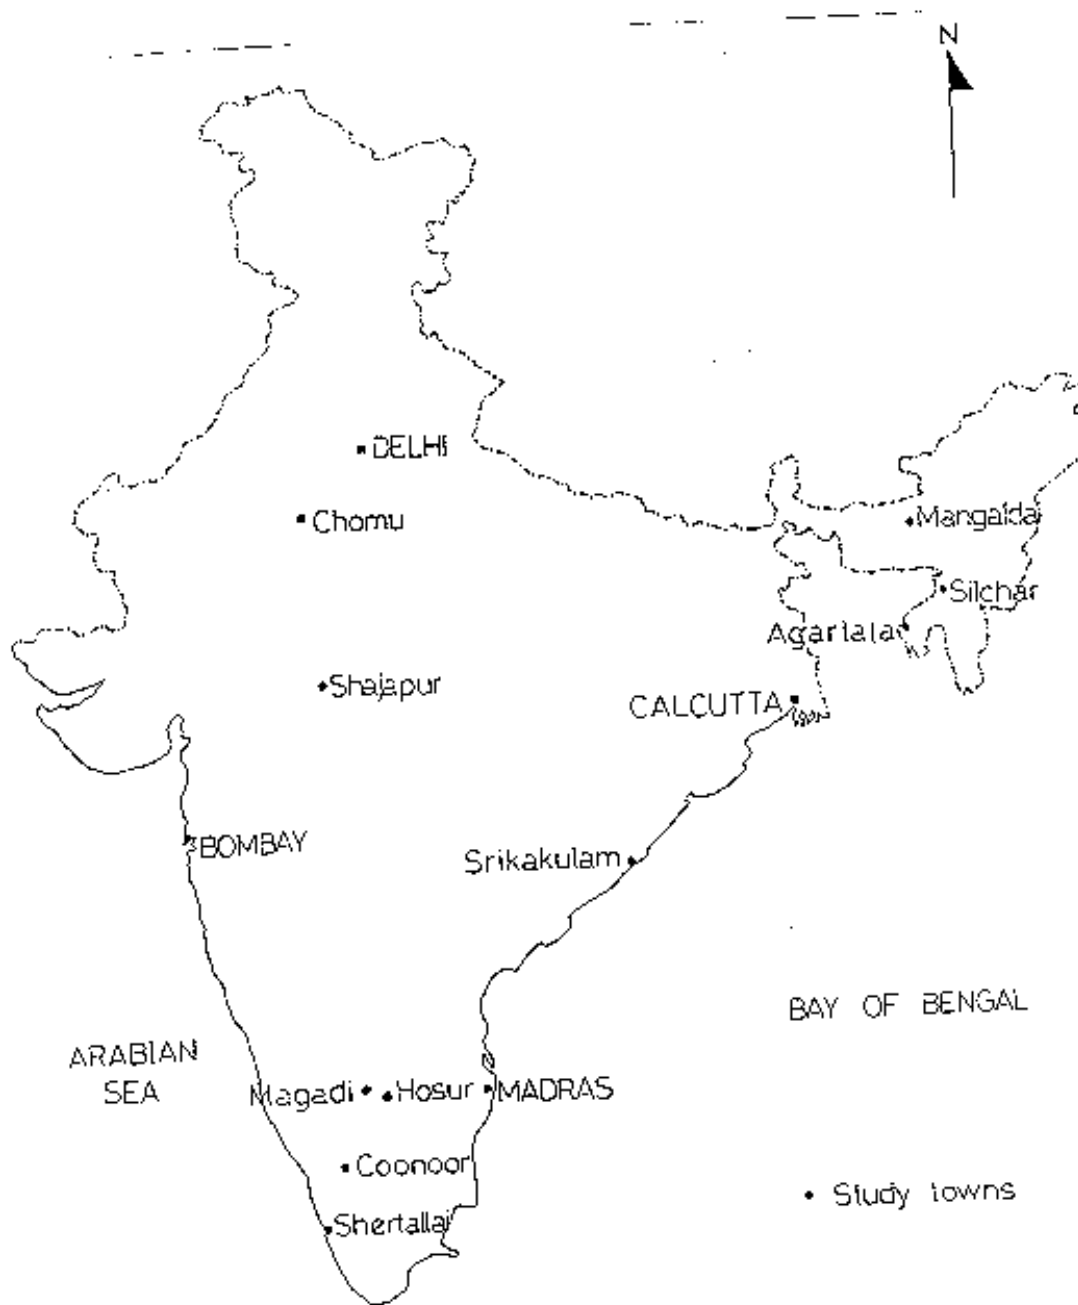 N
DELHI
Chomu
Mangalda
Silchar
Agartala
Shajapur
CALCUTTA
BOMBAY
Srikakulam
BAY OF BENGAL
ARABIAN
SEA
Magadi
Hosur
MADRAS
Coonoor
Shertallai
Study towns